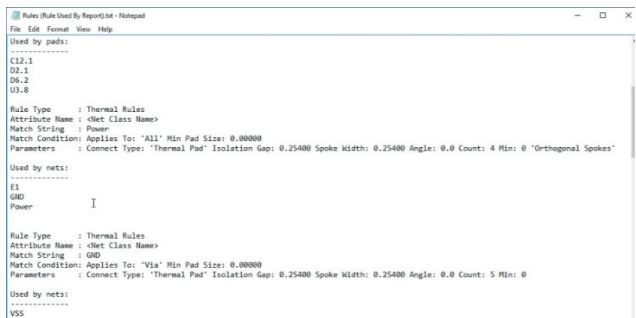 Rules (Rule Used By Report).txt - Notepad
File Edit Format View Help
Used by pads:
-------------
C12.1
D2.1
D6.2
U3.8
Rule Type : Thermal Rules
Attribute Name : <Net Class Name>
Match String : Power
Match Condition: Applies To: 'All' Min Pad Size: 0.00000
Parameters : Connect Type: 'Thermal Pad' Isolation Gap: 0.25400 Spoke Width: 0.25400 Angle: 0.0 Count: 4 Min: 0 'Orthogonal Spokes'
Used by nets:
-------------
E1
GND
Power
Rule Type : Thermal Rules
Attribute Name : <Net Class Name>
Match String : GND
Match Condition: Applies To: 'Via' Min Pad Size: 0.00000
Parameters : Connect Type: 'Thermal Pad' Isolation Gap: 0.25400 Spoke Width: 0.25400 Angle: 0.0 Count: 5 Min: 0
Used by nets:
-------------
VSS